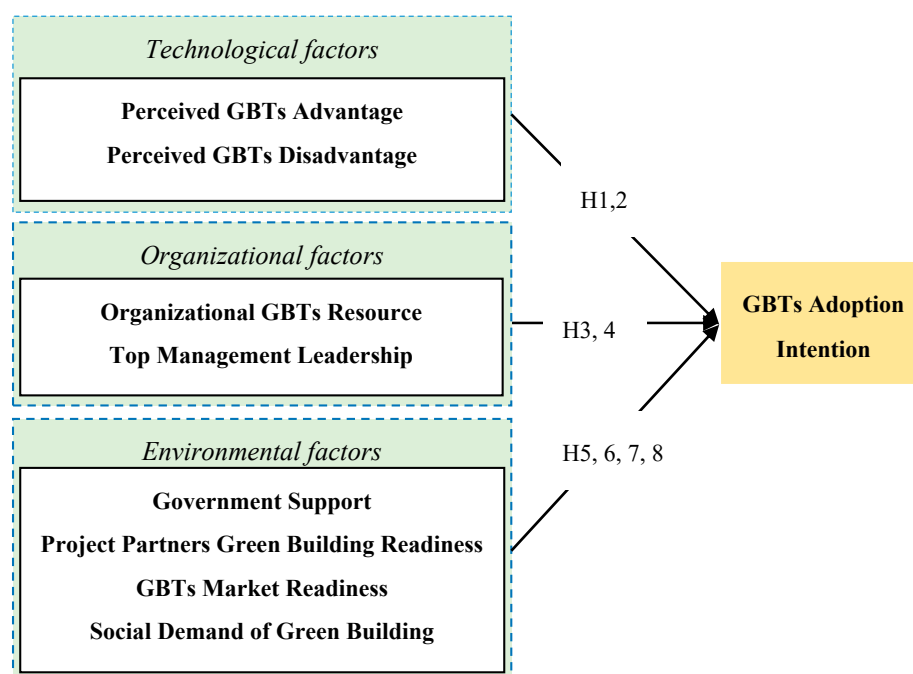 Technological factors
Perceived GBTs Advantage
Perceived GBTs Disadvantage
H1,2
Organizational factors
Organizational GBTs Resource
Top Management Leadership
H3, 4
GBTs Adoption
Intention
Environmental factors
Government Support
Project Partners Green Building Readiness
GBTs Market Readiness
Social Demand of Green Building
H5, 6, 7, 8